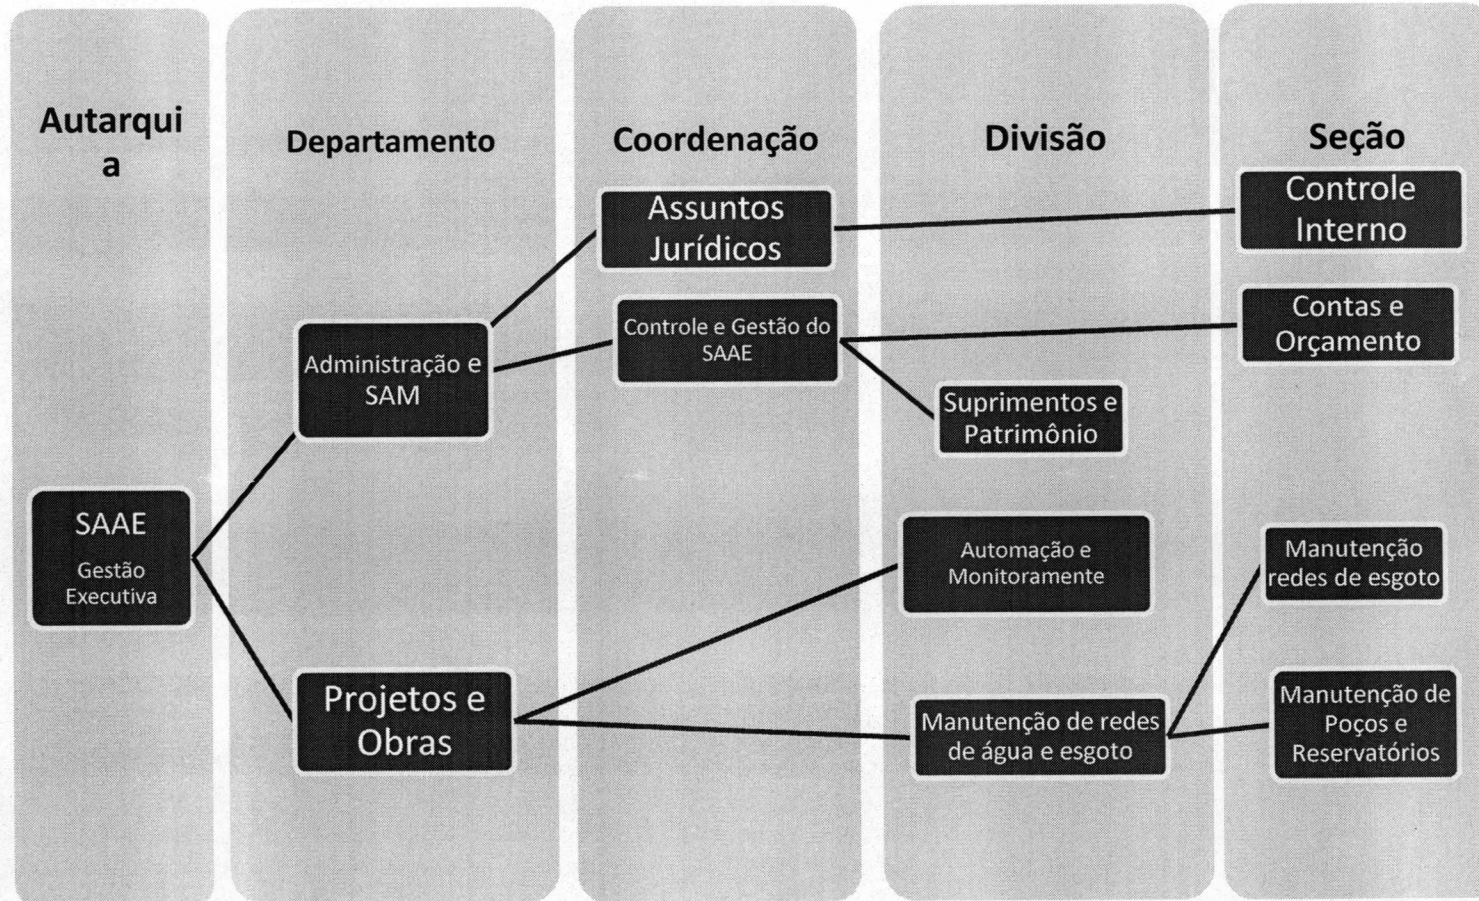 Autarqui
a
Departamento
Coordenação
Divisão
Seção
Assuntos
Jurídicos
Controle
Interno
Administração e
SAM
Controle e Gestão do
SAAE
Contas e
Orçamento
Suprimentos e
Patrimônio
SAAE
Gestão
Executiva
Automação e
Monitoramente
Manutenção
redes de esgoto
Projetos e
Obras
Manutenção de redes
de água e esgoto
Manutenção de
Poços e
Reservatórios